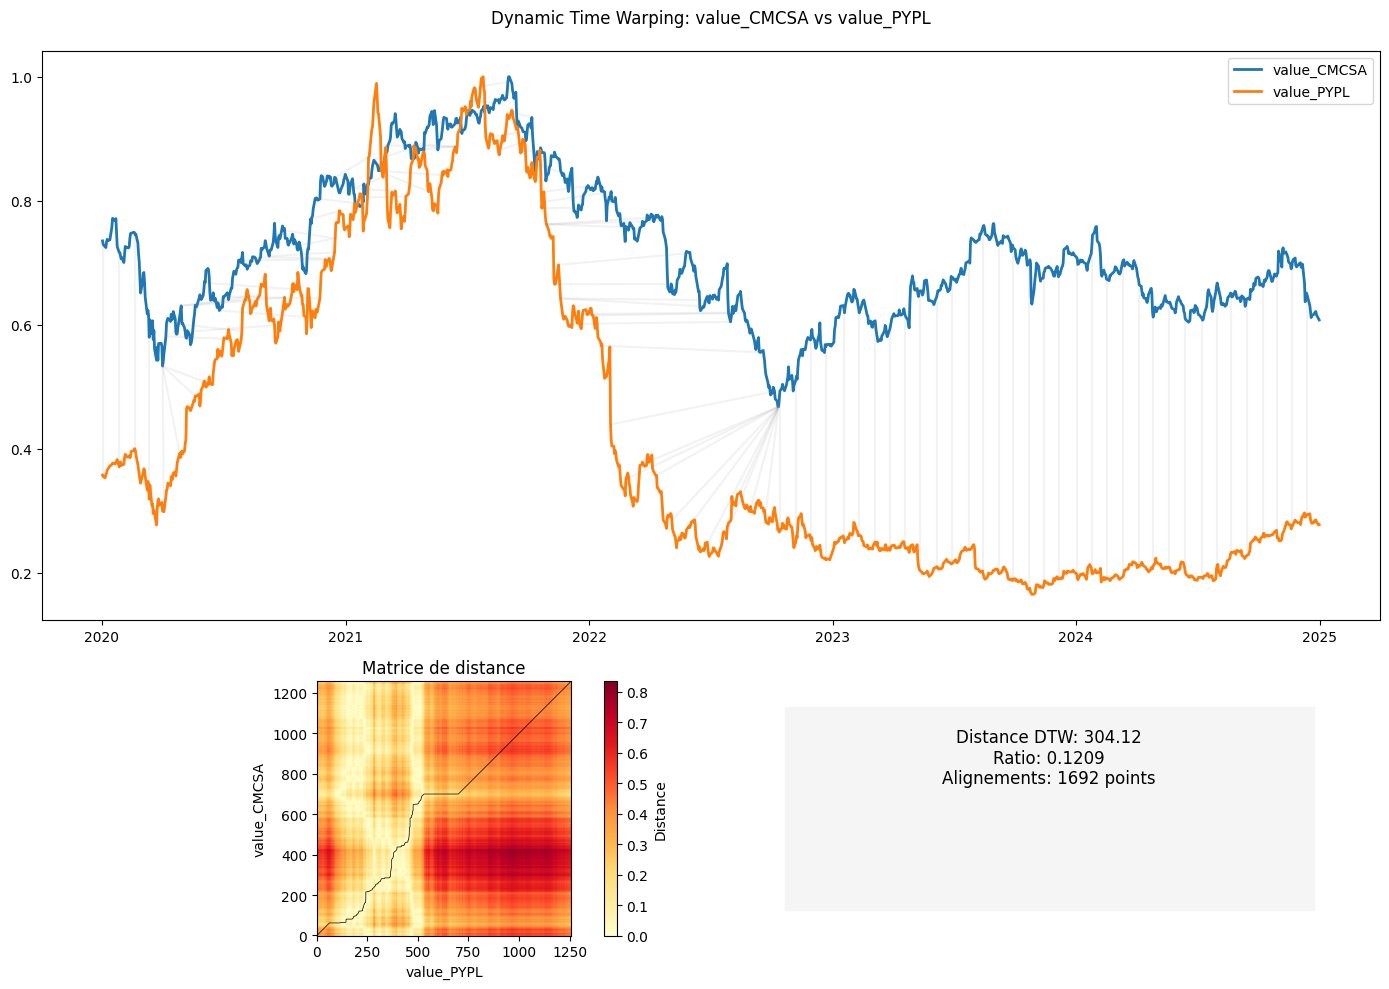 Dynamic Time Warping: value_CMCSA vs value_PYPL
value_CMCSA
value_PYPL
1.0
0.8
0.6
0.4
0.2
2020 2021 2022 2023 2024 2025
Matrice de distance
value_CMCSA
1200
1000
800
600
400
200
0
0 250 500 750 1000 1250
value_PYPL
0.8
0.7
0.6
0.5
0.4
0.3
0.2
0.1
0.0
Distance
Distance DTW: 304.12
Ratio: 0.1209
Alignements: 1692 points